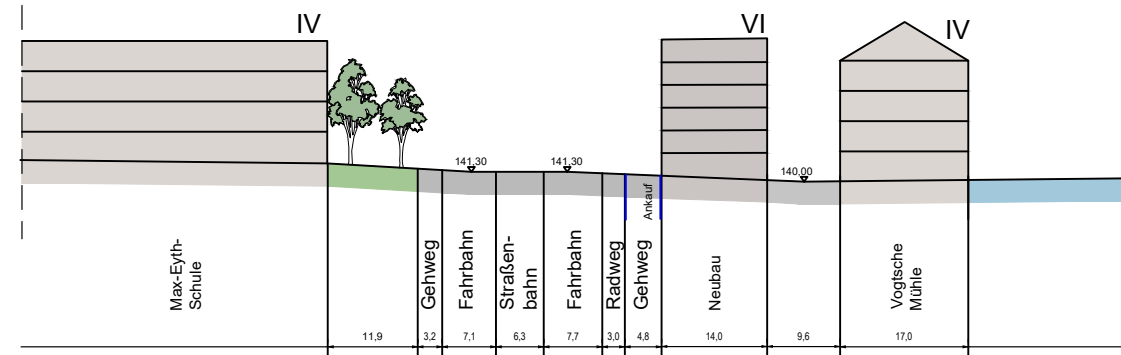 IV
VI
IV
141,30
141,30
140,00
Ankauf
Max-Eyth-
Schule
Gehweg
Fahrbahn
Straßen-
bahn
Fahrbahn
Radweg
Gehweg
Neubau
Vogtsche
Mühle
11,9
3,2
7,1
6,3
7,7
3,0
4,8
14,0
9,6
17,0